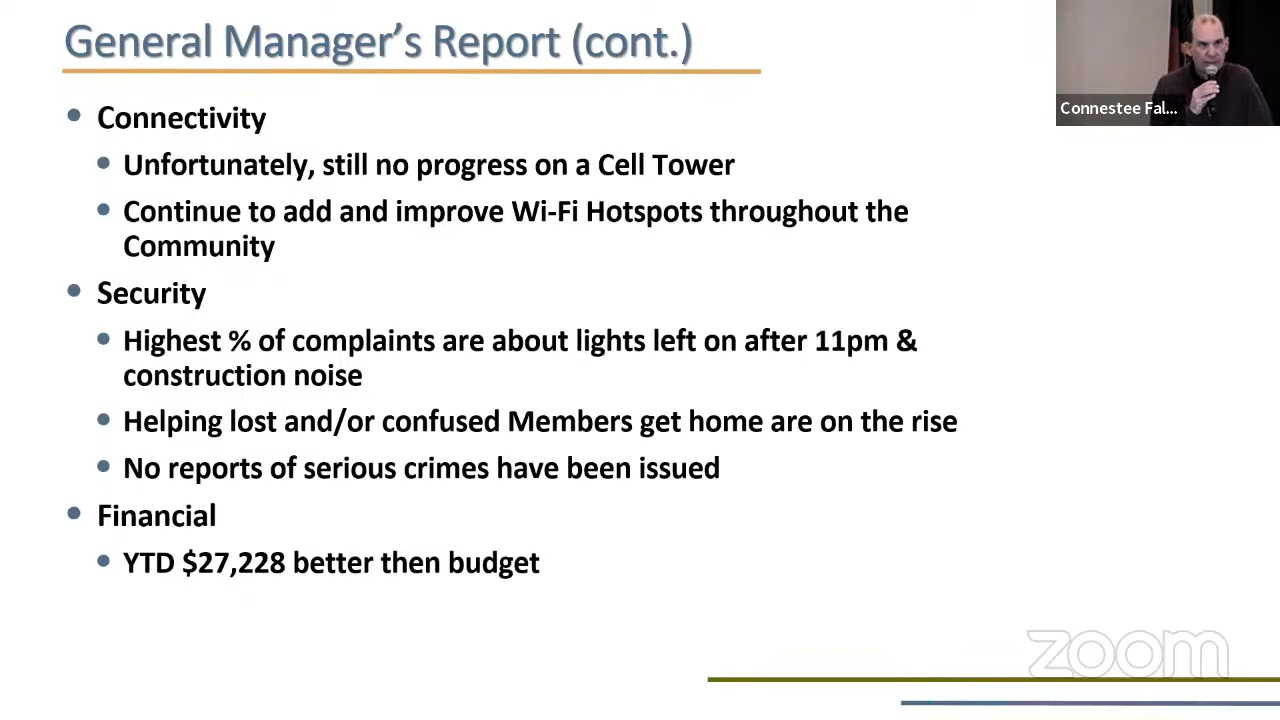 General Manager's Report (cont.)
Connestee Fal...
Connectivity
Unfortunately, still no progress on a Cell Tower
Continue to add and improve Wi-Fi Hotspots throughout the
Community
Security
Highest % of complaints are about lights left on after 11pm &
construction noise
Helping lost and/or confused Members get home are on the rise
No reports of serious crimes have been issued
Financial
YTD $27,228 better then budget
zoom